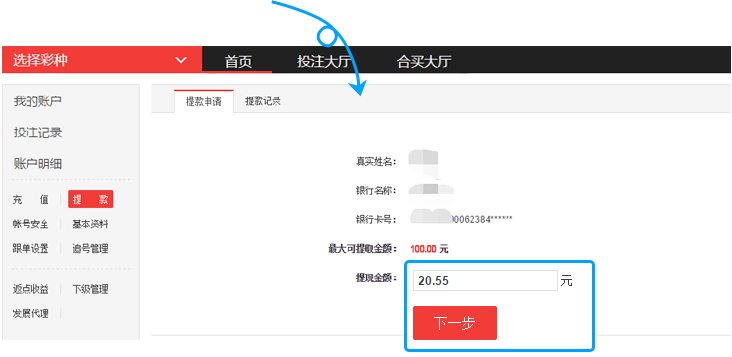 选择彩种 首页 投注大厅 合买大厅
我的账户
投注记录
账户明细
充 值 提 款
帐号安全 基本资料
跟单设置 追号管理
返点收益 下级管理
发展代理
提款申请 提款记录
真实姓名：
银行名称：
银行卡号： 00062384******
最大可提取金额： 100.00 元
提现金额： 20.55 元
下一步